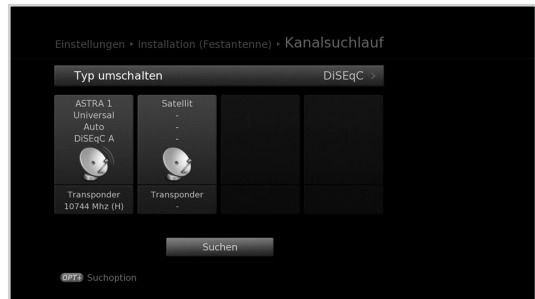 Einstellungen ▸ Installation (Festantenne) ▸ Kanalsuchlauf
Typ umschalten DiSEqC >
ASTRA 1
Universal
Auto
DiSEqC A
Transponder
10744 Mhz (H)
Satellit
-
-
-
Transponder
-
Suchen
OPT+ Suchoption